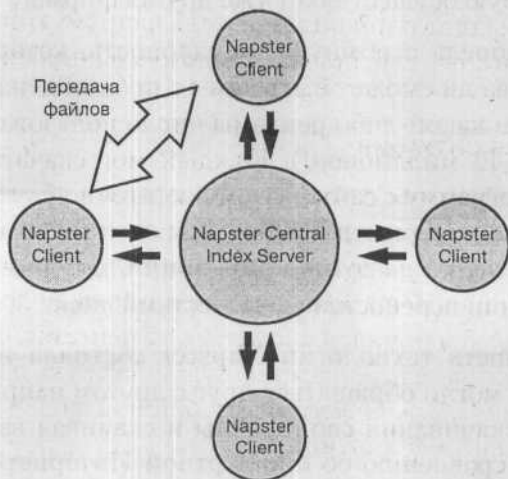 Napster
Client
Передача
файлов
Napster
Client
Napster Central
Index Server
Napster
Client
Napster
Client